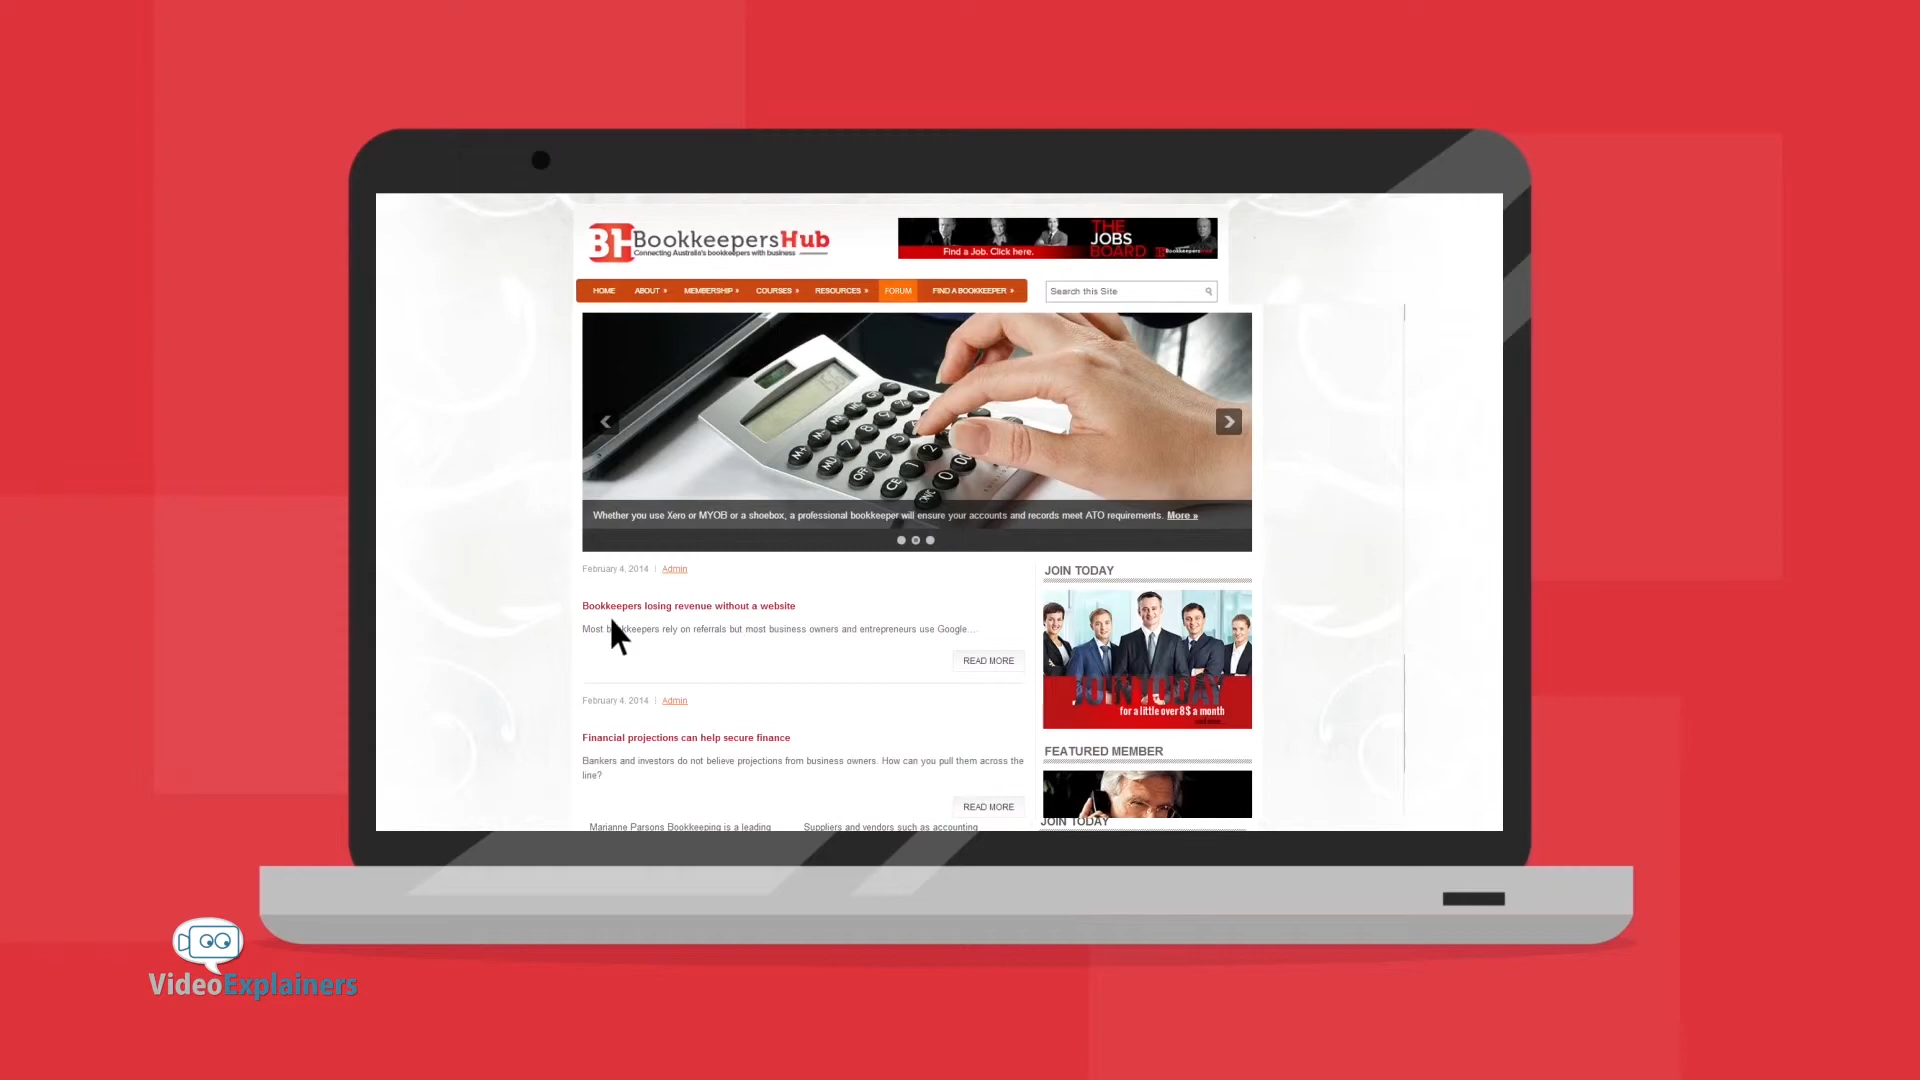 BH BookkeepersHub
Connecting Australia's bookkeepers with business
THE
JOBS
BOARD
Find a Job. Click here.
BookkeepersHub
HOME ABOUT » MEMBERSHIP » COURSES » RESOURCES » FORUM FIND A BOOKKEEPER »
Search this Site
Whether you use Xero or MYOB or a shoebox, a professional bookkeeper will ensure your accounts and records meet ATO requirements. More »
February 4, 2014 | Admin
Bookkeepers losing revenue without a website
Most bookkeepers rely on referrals but most business owners and entrepreneurs use Google....
READ MORE
February 4, 2014 | Admin
Financial projections can help secure finance
Bankers and investors do not believe projections from business owners. How can you pull them across the
line?
READ MORE
Marianne Parsons Bookkeeping is a leading
Suppliers and vendors such as accounting
JOIN TODAY
JOIN TODAY
for a little over 8$ a month
FEATURED MEMBER
JOIN TODAY
VideoExplainers